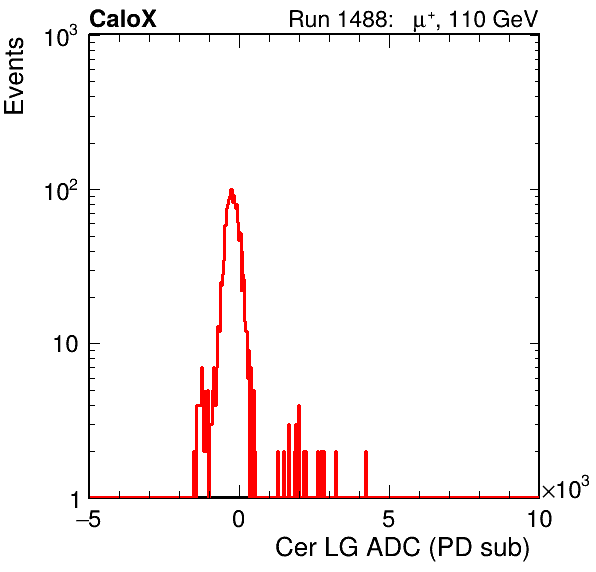 CaloX Run 1488: μ⁺, 110 GeV
Events
10³
10²
10
1
−5 0 5 10 ×10³
Cer LG ADC (PD sub)